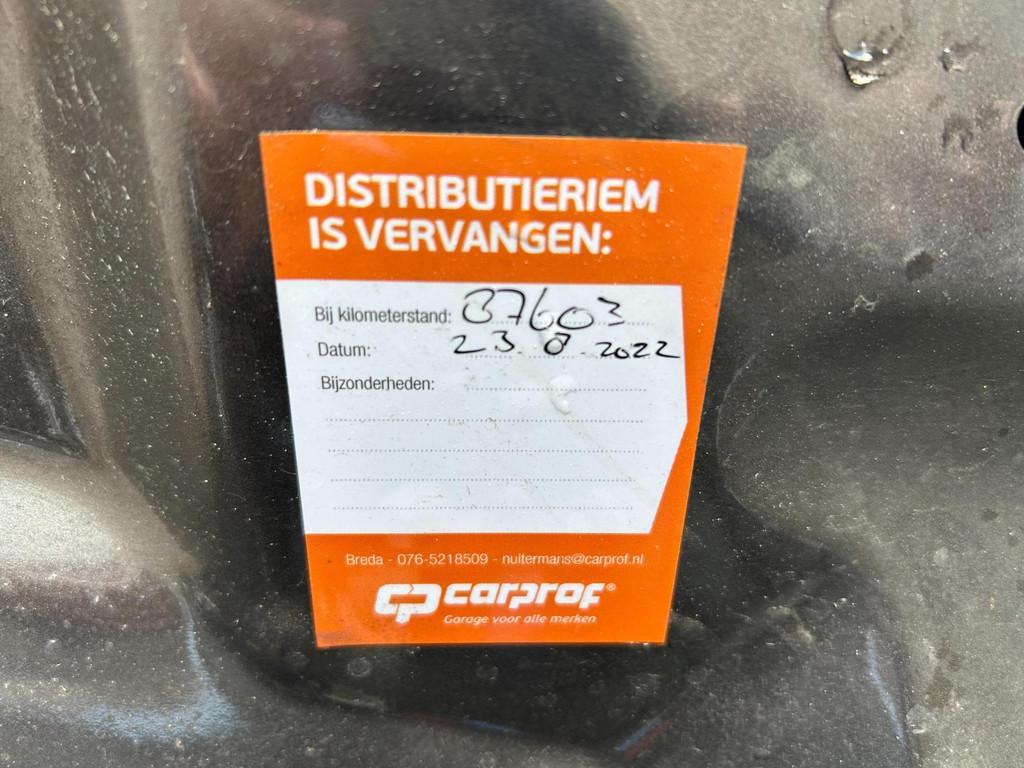 DISTRIBUTIERIEM
IS VERVANGEN:
Bij kilometerstand: 87603
Datum: 23.8.2022
Bijzonderheden:
Breda - 076-5218509 - nuitermans@carprof.nl
carprof®
Garage voor alle merken